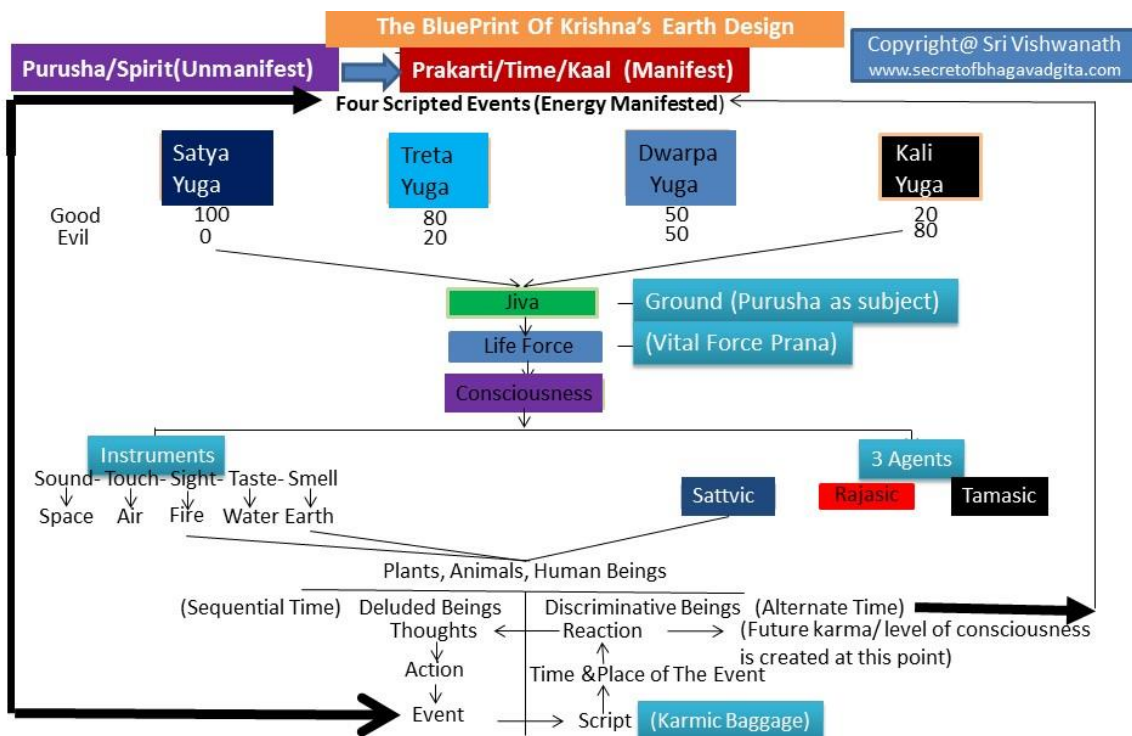 The BluePrint Of Krishna's Earth Design
Copyright@ Sri Vishwanath
www.secretofbhagavadgita.com
Purusha/Spirit(Unmanifest)
Prakarti/Time/Kaal (Manifest)
Four Scripted Events (Energy Manifested)
Satya
Yuga
Treta
Yuga
Dwarpa
Yuga
Kali
Yuga
Good 100 80 50 20
Evil 0 20 50 80
Jiva
Ground (Purusha as subject)
Life Force
(Vital Force Prana)
Consciousness
Instruments
3 Agents
Sound- Touch- Sight- Taste- Smell
Space Air Fire Water Earth
Sattvic Rajasic Tamasic
Plants, Animals, Human Beings
(Sequential Time) Deluded Beings Discriminative Beings (Alternate Time)
Thoughts Reaction (Future karma/ level of consciousness
is created at this point)
Action Time &Place of The Event
Event Script (Karmic Baggage)